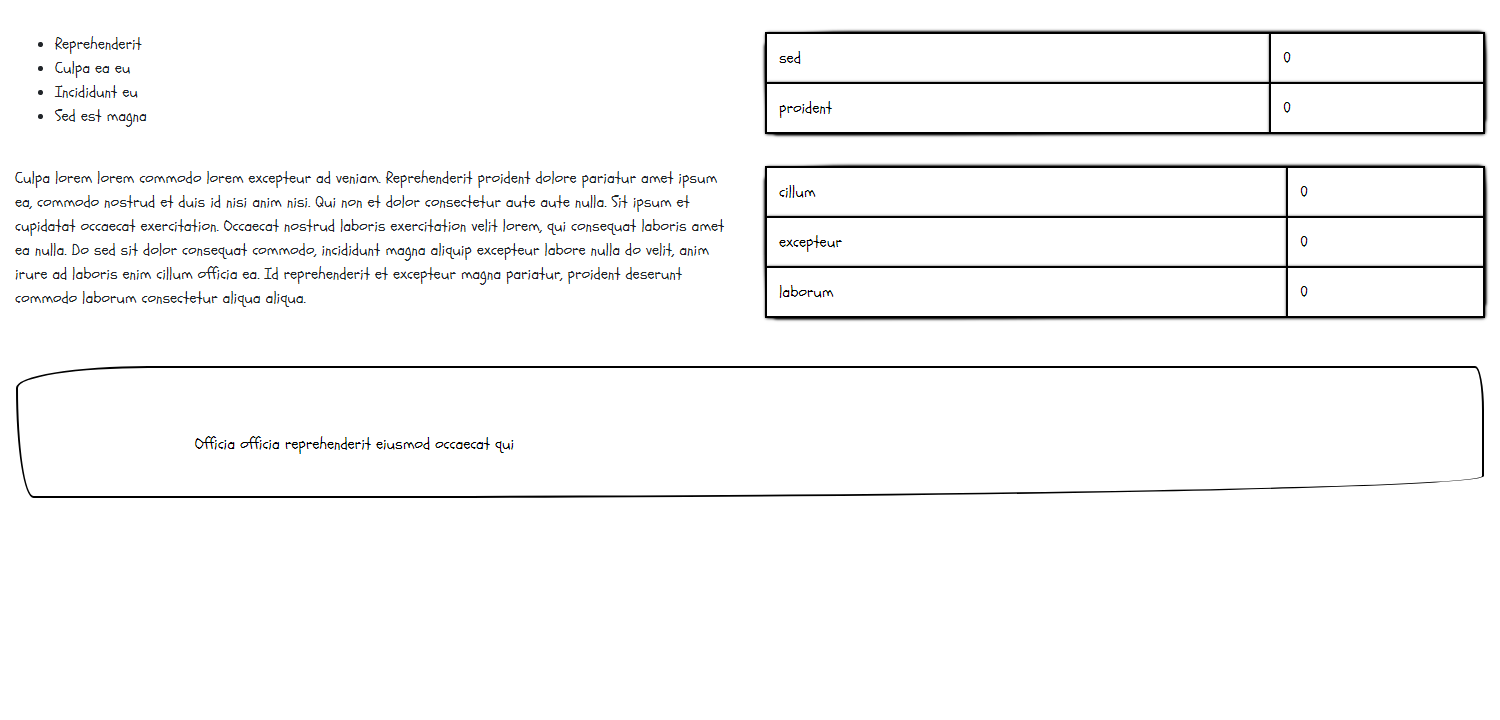 Reprehenderit
Culpa ea eu
Incididunt eu
Sed est magna
sed 0
proident 0
Culpa lorem lorem commodo lorem excepteur ad veniam. Reprehenderit proident dolore pariatur amet ipsum
ea, commodo nostrud et duis id nisi anim nisi. Qui non et dolor consectetur aute aute nulla. Sit ipsum et
cupidatat occaecat exercitation. Occaecat nostrud laboris exercitation velit lorem, qui consequat laboris amet
ea nulla. Do sed sit dolor consequat commodo, incididunt magna aliquip excepteur labore nulla do velit, anim
irure ad laboris enim cillum officia ea. Id reprehenderit et excepteur magna pariatur, proident deserunt
commodo laborum consectetur aliqua aliqua.
cillum 0
excepteur 0
laborum 0
Officia officia reprehenderit eiusmod occaecat qui